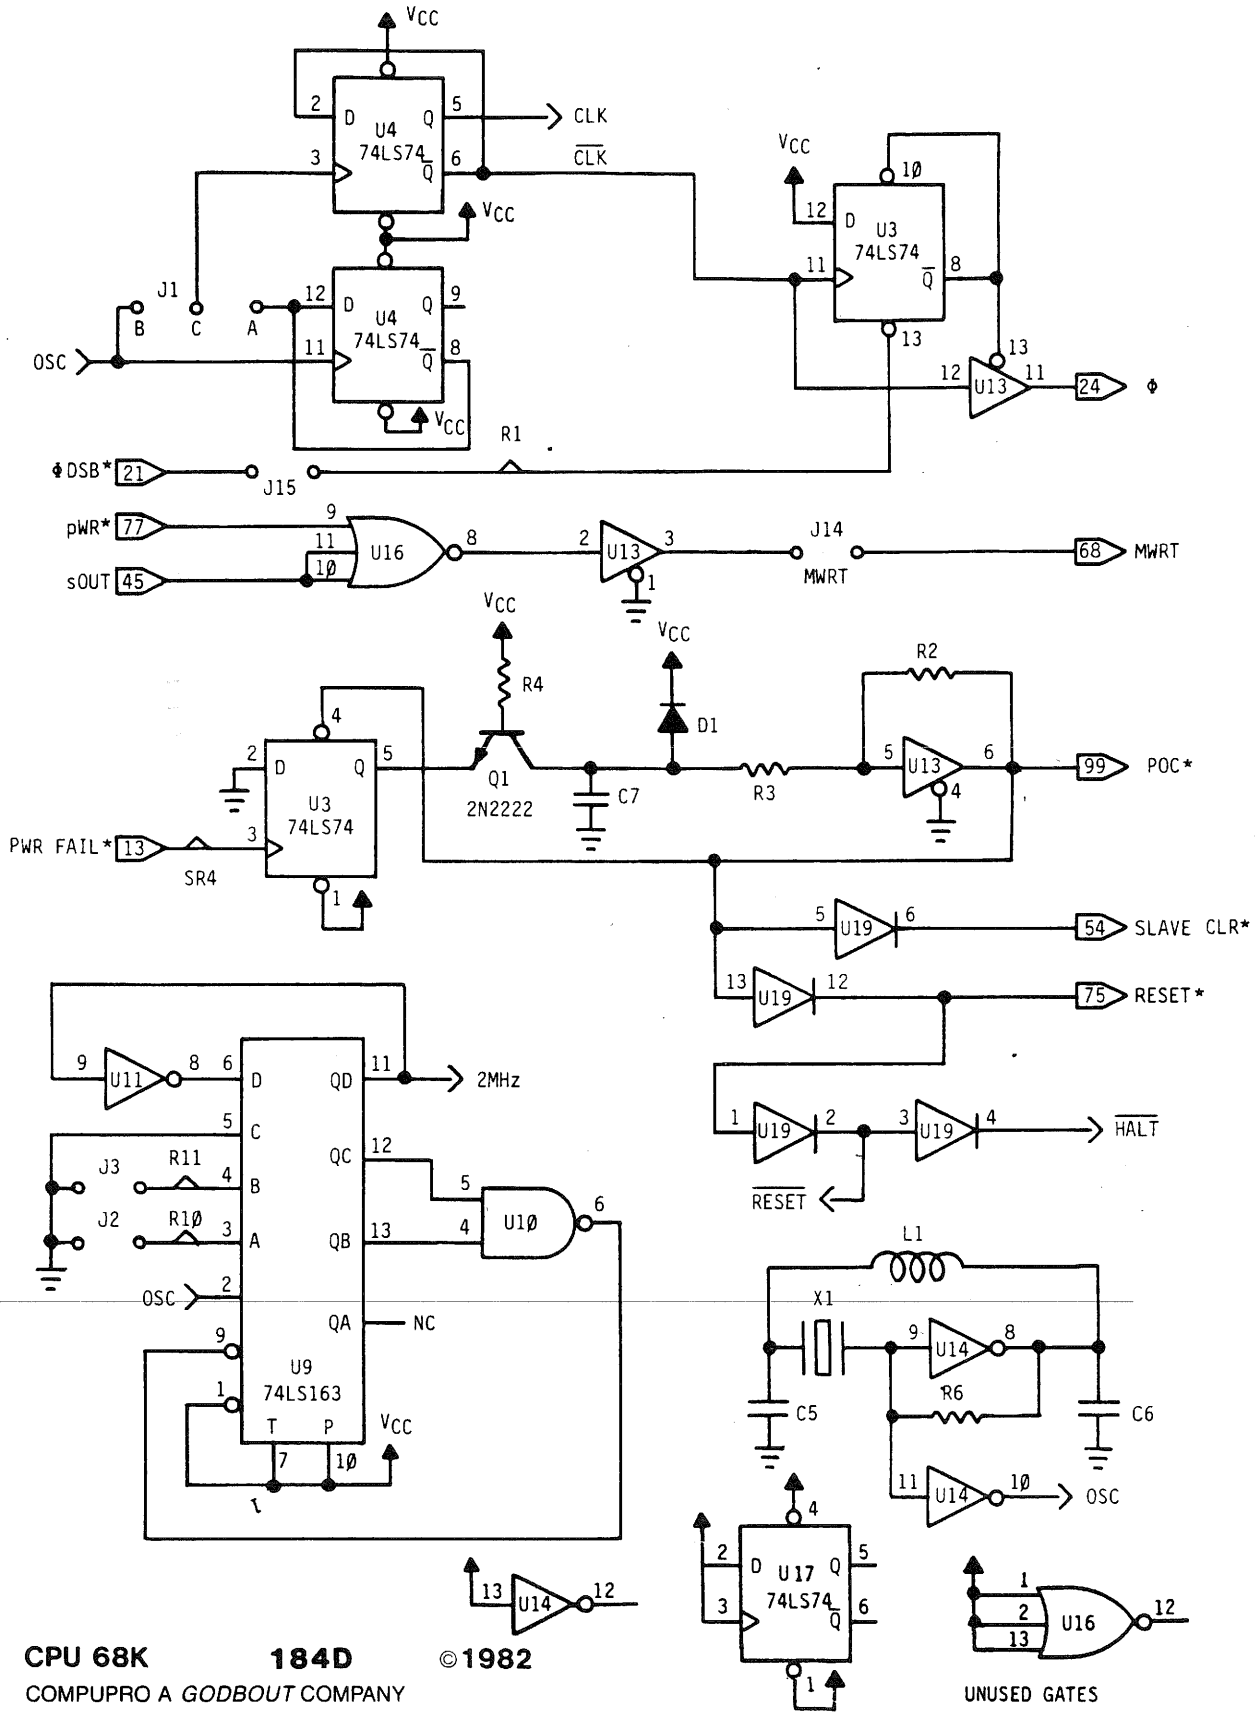 VCC
2 D Q 5 CLK
U4
74LS74
3 Q 6 CLK
VCC
VCC
10
12 D
U3
74LS74
11 Q 8
13
J1
B C A
12 D Q 9
U4
74LS74
OSC
11 Q 8
VCC
13
12 U13 11 24 Φ
R1
ΦDSB* 21
J15
pWR* 77 9
11 U16 8 2 U13 3 J14 68 MWRT
MWRT
sOUT 45 10
1
VCC
VCC
R4
D1
R2
4
2 D Q 5
U3
74LS74
Q1
2N2222
C7
R3
5 U13 6 99 POC*
4
PWR FAIL* 13 3
SR4
1
5 U19 6 54 SLAVE CLR*
13 U19 12 75 RESET*
1 U19 2 3 U19 4 HALT
RESET
9 U11 8 6 D QD 11 2MHz
5 C
QC 12
J3 R11 4 B
J2 R10 3 A QB 13
5
4 U10 6
OSC 2
QA NC
9
U9
74LS163
1
T P
7 10
VCC
L1
X1
9 U14 8
R6
C5 C6
11 U14 10 OSC
4
2 D Q 5
U17
74LS74
3 Q 6
1
13 U14 12
1
2 U16 12
13
UNUSED GATES
CPU 68K 184D ©1982
COMPUPRO A GODBOUT COMPANY